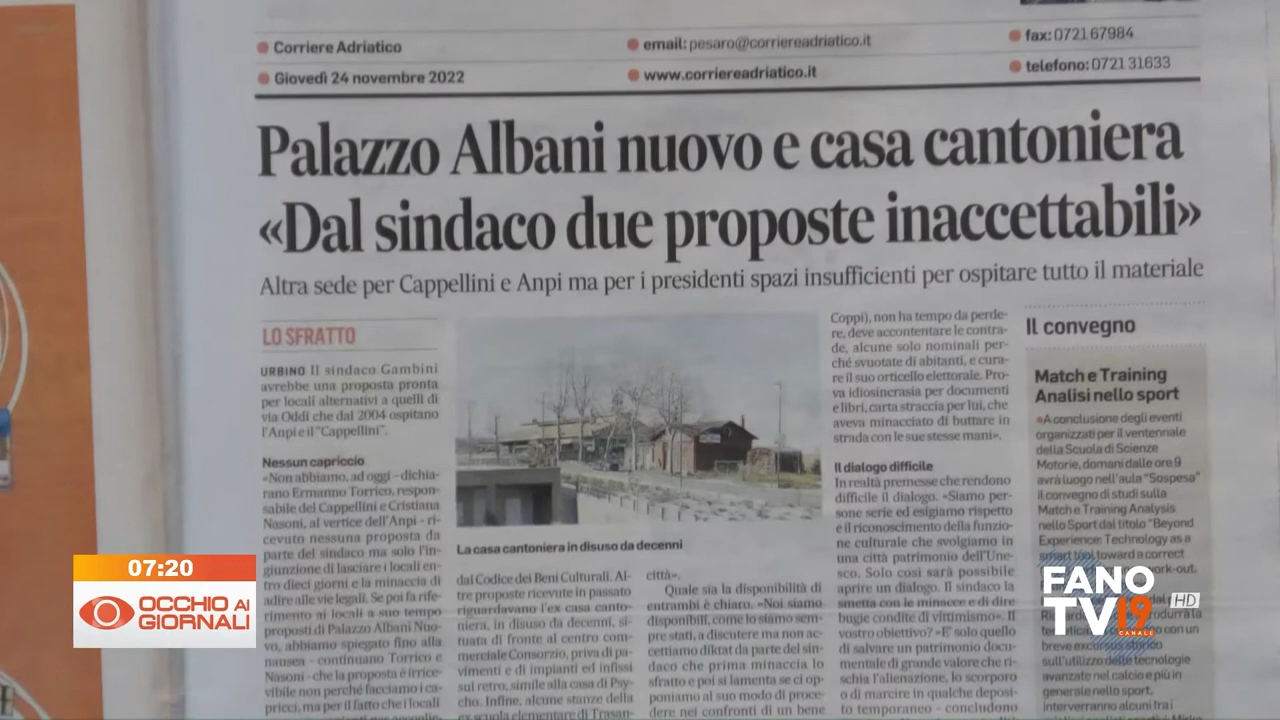 Corriere Adriatico
Giovedì 24 novembre 2022
email: pesaro@corriereadriatico.it
www.corriereadriatico.it
fax: 0721 67984
telefono: 0721 31633
Palazzo Albani nuovo e casa cantoniera
«Dal sindaco due proposte inaccettabili»
Altra sede per Cappellini e Anpi ma per i presidenti spazi insufficienti per ospitare tutto il materiale
LO SFRATTO
URBINO Il sindaco Gambini
avrebbe una proposta pronta
per locali alternativi a quelli di
via Oddi che dal 2004 ospitano
l'Anpi e il "Cappellini".
Nessun capriccio
«Non abbiamo, ad oggi – dichia-
rano Ermanno Torrico, respon-
sabile del Cappellini e Cristiana
Nasoni, al vertice dell'Anpi - ri-
cevuto nessuna proposta da
parte del sindaco ma solo l'in-
giunzione di lasciare i locali en-
tro dieci giorni e la minaccia di
adire alle vie legali. Se poi fa rife-
rimento ai locali a suo tempo
proposti di Palazzo Albani Nuo-
vo, abbiamo spiegato fino alla
nausea - continuano Torrico e
Nasoni - che la proposta è irrice-
vibile non perché facciamo i ca-
pricci, ma per il fatto che i locali
La casa cantoniera in disuso da decenni
dal Codice dei Beni Culturali. Al-
tre proposte ricevute in passato
riguardavano l'ex casa canto-
niera, in disuso da decenni, si-
tuata di fronte al centro com-
merciale Consorzio, priva di pa-
vimenti e di impianti ed infissi
sul retro, simile alla casa di Psy-
cho. Infine, alcune stanze della
ex scuola elementare di Trasan-
città».
Quale sia la disponibilità di
entrambi è chiaro. «Noi siamo
disponibili, come lo siamo sem-
pre stati, a discutere ma non ac-
cettiamo diktat da parte del sin-
daco che prima minaccia lo
sfratto e poi si lamenta se ci op-
poniamo al suo modo di proce-
dere nei confronti di un bene
Coppi), non ha tempo da perde-
re, deve accontentare le contra-
de, alcune solo nominali per-
ché svuotate di abitanti, e cura-
re il suo orticello elettorale. Pro-
va idiosincrasia per documenti
e libri, carta straccia per lui, che
aveva minacciato di buttare in
strada con le sue stesse mani».
Il dialogo difficile
In realtà premesse che rendono
difficile il dialogo. «Siamo per-
sone serie ed esigiamo rispetto
e il riconoscimento della funzio-
ne culturale che svolgiamo in
una città patrimonio dell'Une-
sco. Solo così sarà possibile
aprire un dialogo. Il sindaco la
smetta con le minacce e di dire
bugie condite di vittimismo». Il
vostro obiettivo? «E' solo quello
di salvare un patrimonio docu-
mentale di grande valore che ri-
schia l'alienazione, lo scorporo
o di marcire in qualche deposi-
to temporaneo - concludono
Il convegno
Match e Training
Analisi nello sport
A conclusione degli eventi
organizzati per il ventennale
della Scuola di Scienze
Motorie, domani dalle ore 9
avrà luogo nell'aula "Sospesa"
il convegno di studi sulla
Match e Training Analysis
nello Sport dal titolo "Beyond
Experience: Technology as a
smart tool toward a correct
work-out.
con un
breve excursus storico
sull'utilizzo delle tecnologie
avanzate nel calcio e più in
generale nello sport,
interverranno alcuni tra i
07:20
OCCHIO AI
GIORNALI
FANO
TV19 HD
CANALE